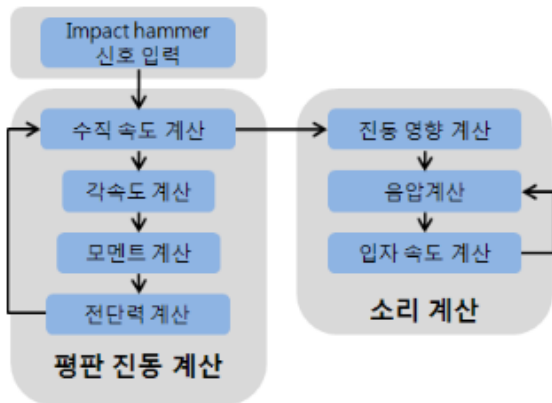 Impact hammer
신호 입력
수직 속도 계산
각속도 계산
모멘트 계산
전단력 계산
평판 진동 계산
진동 영향 계산
음압계산
입자 속도 계산
소리 계산